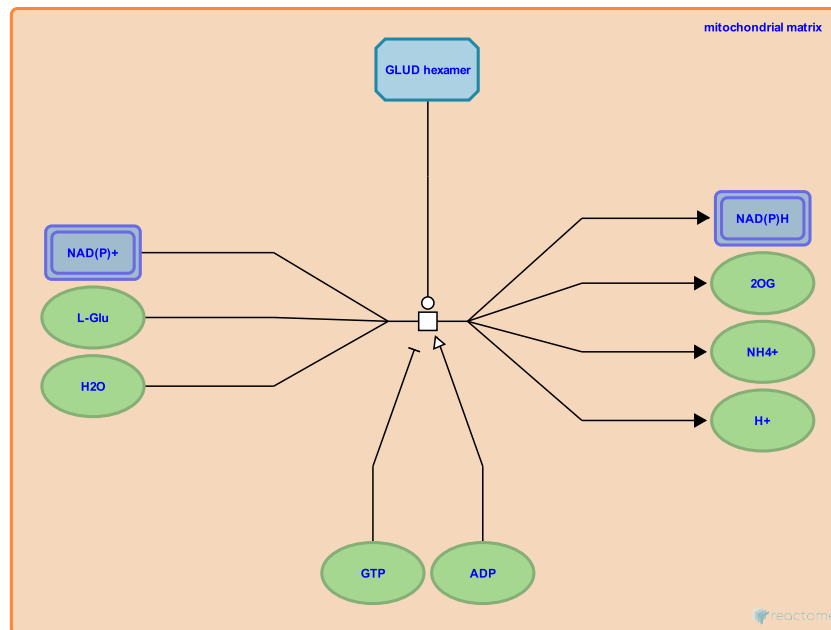 mitochondrial matrix
GLUD hexamer
NAD(P)+
NAD(P)H
L-Glu
2OG
H2O
NH4+
H+
GTP
ADP
reactome